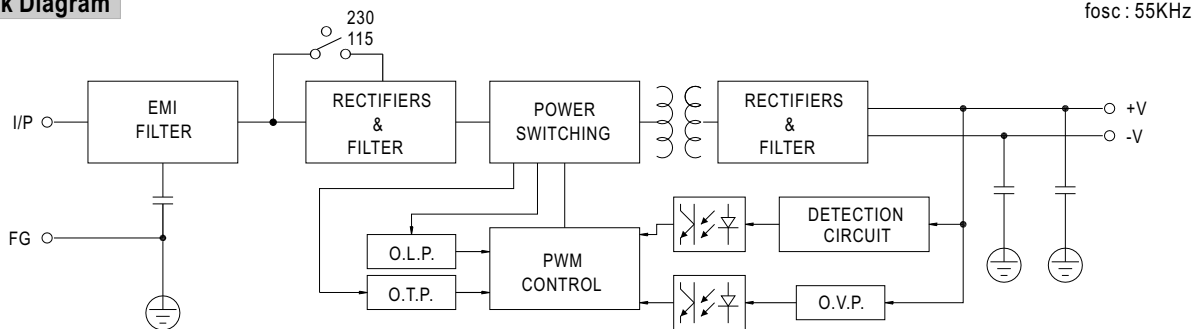 k Diagram
fosc : 55KHz
230
115
I/P
EMI
FILTER
RECTIFIERS
&
FILTER
POWER
SWITCHING
RECTIFIERS
&
FILTER
+V
-V
FG
O.L.P.
O.T.P.
PWM
CONTROL
DETECTION
CIRCUIT
O.V.P.